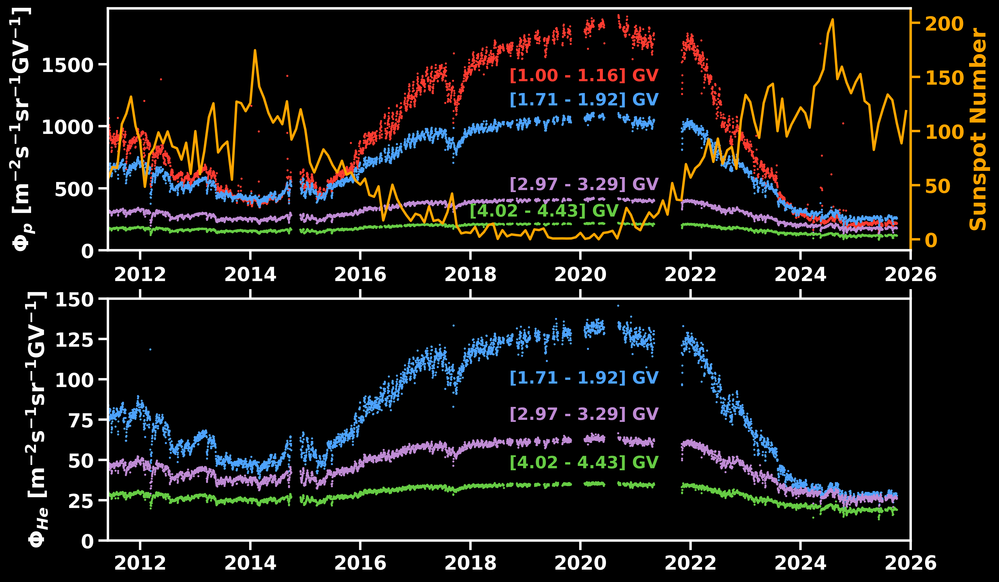 Φp [m−2s−1sr−1GV−1]
1500
1000
500
0
200
150
100
50
0
Sunspot Number
[1.00 - 1.16] GV
[1.71 - 1.92] GV
[2.97 - 3.29] GV
[4.02 - 4.43] GV
2012 2014 2016 2018 2020 2022 2024 2026
ΦHe [m−2s−1sr−1GV−1]
150
125
100
75
50
25
0
[1.71 - 1.92] GV
[2.97 - 3.29] GV
[4.02 - 4.43] GV
2012 2014 2016 2018 2020 2022 2024 2026